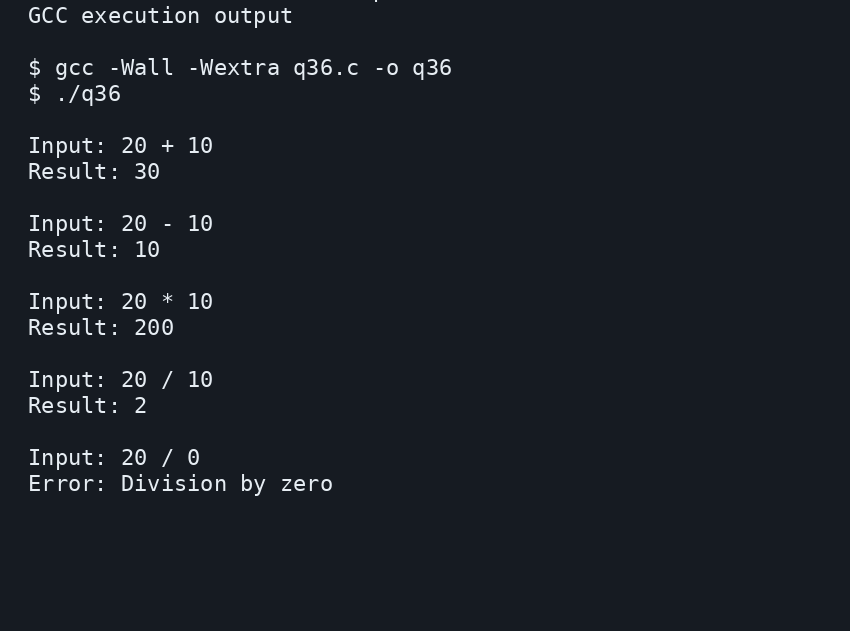 GCC execution output
$ gcc -Wall -Wextra q36.c -o q36
$ ./q36
Input: 20 + 10
Result: 30
Input: 20 - 10
Result: 10
Input: 20 * 10
Result: 200
Input: 20 / 10
Result: 2
Input: 20 / 0
Error: Division by zero